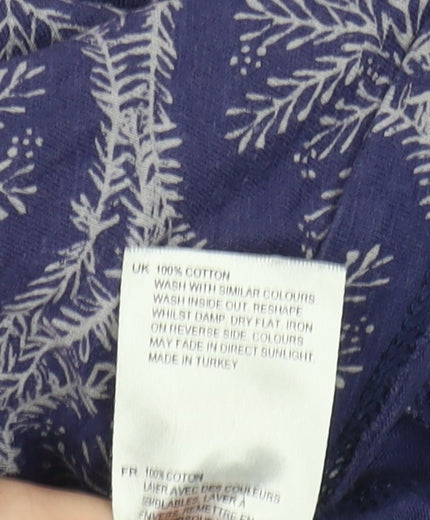 UK 100% COTTON
WASH WITH SIMILAR COLOURS
WASH INSIDE OUT. RESHAPE
WHILST DAMP. DRY FLAT. IRON
ON REVERSE SIDE. COLOURS
MAY FADE IN DIRECT SUNLIGHT
MADE IN TURKEY
FR 100% COTON
LAVER AVEC DES COULEURS
LAVER À